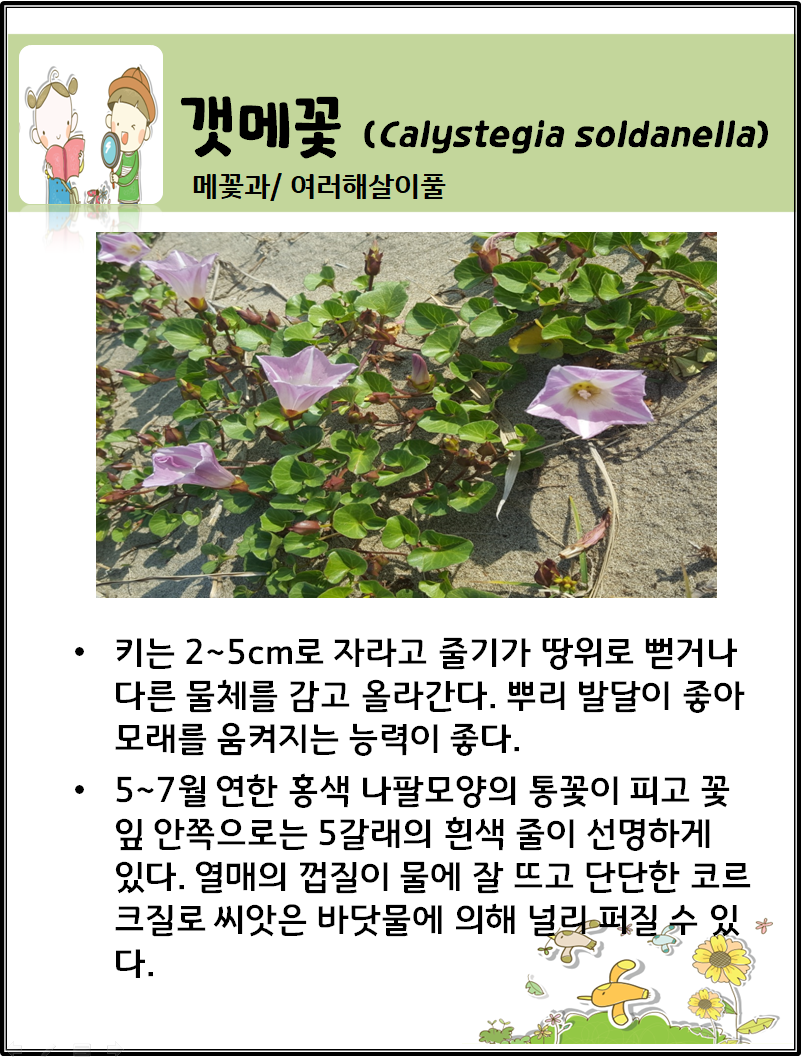 갯메꽃 (Calystegia soldanella)
메꽃과/ 여러해살이풀
• 키는 2~5cm로 자라고 줄기가 땅위로 뻗거나
다른 물체를 감고 올라간다. 뿌리 발달이 좋아
모래를 움켜지는 능력이 좋다.
• 5~7월 연한 홍색 나팔모양의 통꽃이 피고 꽃
잎 안쪽으로는 5갈래의 흰색 줄이 선명하게
있다. 열매의 껍질이 물에 잘 뜨고 단단한 코르
크질로 씨앗은 바닷물에 의해 널리 퍼질 수 있
다.